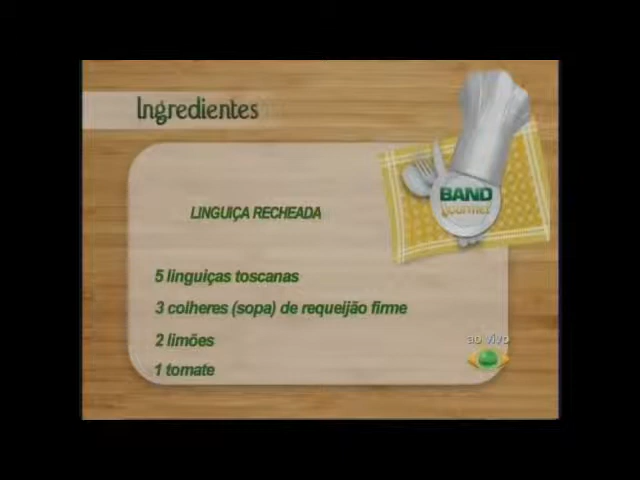 Ingredientes
BAND
gourmet
LINGUIÇA RECHEADA
5 linguiças toscanas
3 colheres (sopa) de requeijão firme
2 limões
1 tomate
ao vivo